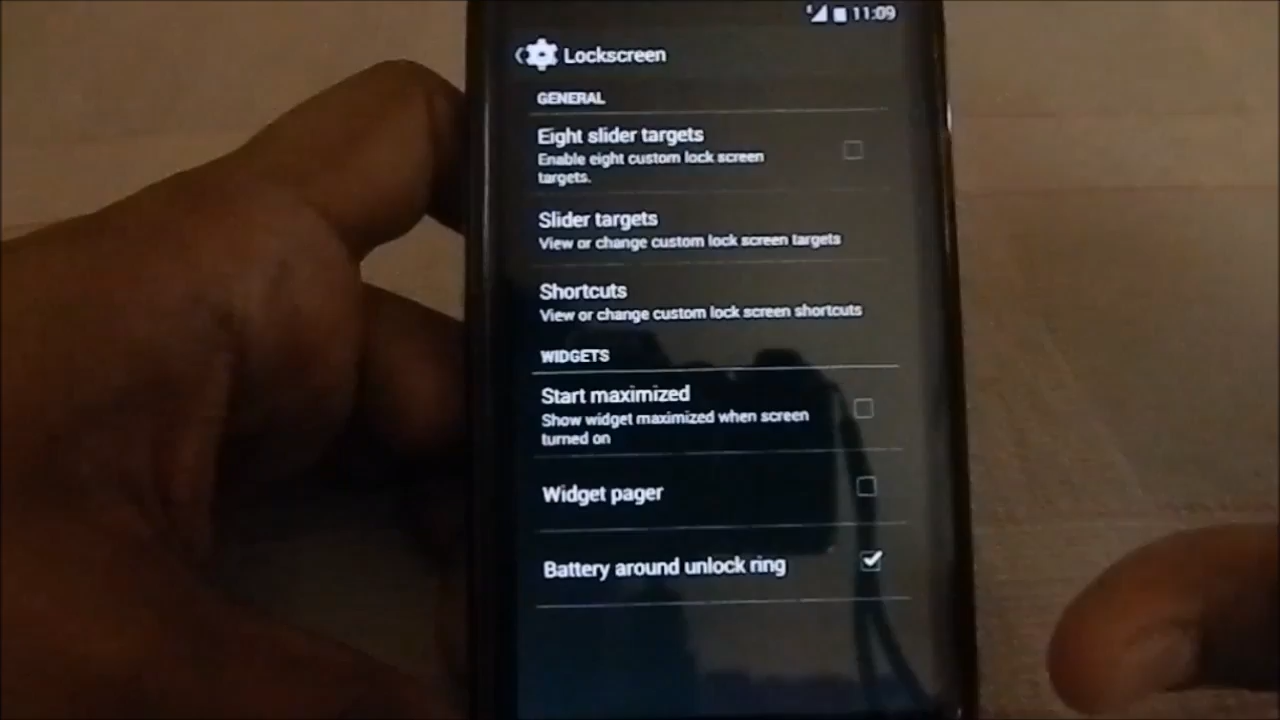 11:09
Lockscreen
GENERAL
Eight slider targets
Enable eight custom lock screen
targets.
Slider targets
View or change custom lock screen targets
Shortcuts
View or change custom lock screen shortcuts
WIDGETS
Start maximized
Show widget maximized when screen
turned on
Widget pager
Battery around unlock ring